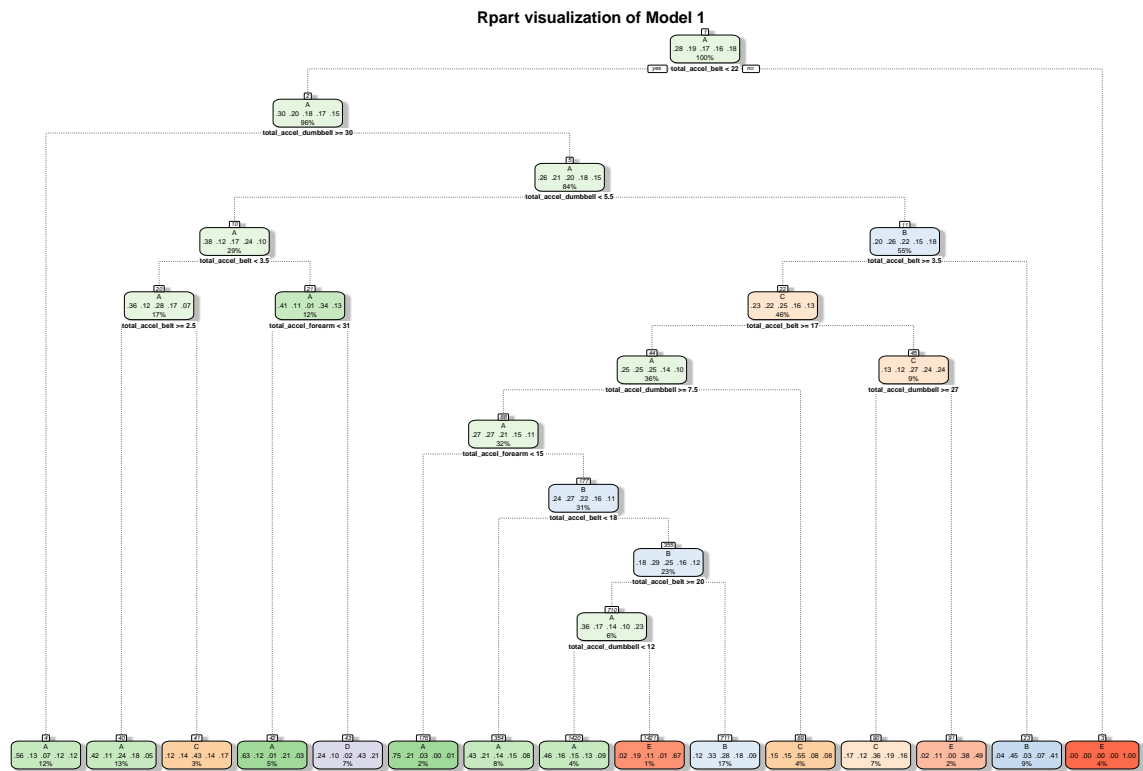 Rpart visualization of Model 1
1
A
.28 .19 .17 .16 .18
100%
yes total_accel_belt < 22 no
2
A
.30 .20 .18 .17 .15
96%
total_accel_dumbbell >= 30
5
A
.26 .21 .20 .18 .15
84%
total_accel_dumbbell < 5.5
10
A
.38 .12 .17 .24 .10
29%
total_accel_belt < 3.5
11
B
.20 .26 .22 .15 .18
55%
total_accel_belt >= 3.5
20
A
.36 .12 .28 .17 .07
17%
total_accel_belt >= 2.5
21
A
.41 .11 .01 .34 .13
12%
total_accel_forearm < 31
22
C
.23 .22 .25 .16 .13
46%
total_accel_belt >= 17
44
A
.25 .25 .25 .14 .10
36%
total_accel_dumbbell >= 7.5
45
C
.13 .12 .27 .24 .24
9%
total_accel_dumbbell >= 27
88
A
.27 .27 .21 .15 .11
32%
total_accel_forearm < 15
177
B
.24 .27 .22 .16 .11
31%
total_accel_belt < 18
355
B
.18 .29 .25 .16 .12
23%
total_accel_belt >= 20
710
A
.36 .17 .14 .10 .23
6%
total_accel_dumbbell < 12
4
A
.56 .13 .07 .12 .12
12%
40
A
.42 .11 .24 .18 .05
13%
41
C
.12 .14 .43 .14 .17
3%
42
A
.63 .12 .01 .21 .03
5%
43
D
.24 .10 .02 .43 .21
7%
176
A
.75 .21 .03 .00 .01
2%
354
A
.43 .21 .14 .15 .08
8%
1420
A
.46 .16 .15 .13 .09
4%
1421
E
.02 .19 .11 .01 .67
1%
711
B
.12 .33 .28 .18 .09
17%
89
C
.15 .15 .55 .08 .08
4%
90
C
.17 .12 .36 .19 .16
7%
E
.02 .11 .00 .38 .49
2%
23
B
.04 .45 .03 .07 .41
9%
3
E
.00 .00 .00 .00 1.00
4%